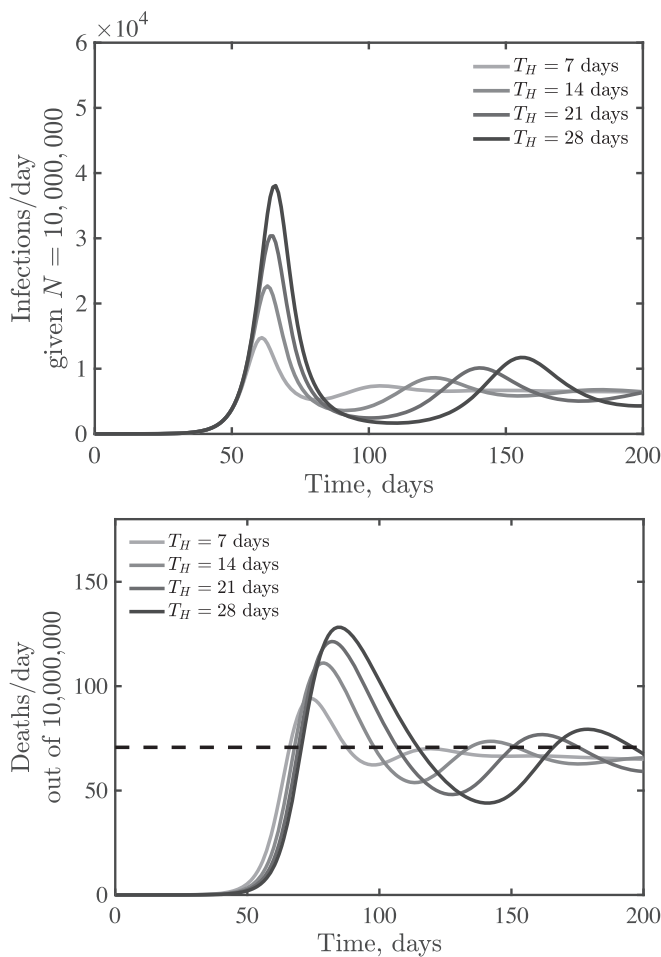 ×10⁴
6
5
4
3
2
1
0
Infections/day
given N = 10, 000, 000
T_H = 7 days
T_H = 14 days
T_H = 21 days
T_H = 28 days
0 50 100 150 200
Time, days
150
100
50
0
Deaths/day
out of 10,000,000
T_H = 7 days
T_H = 14 days
T_H = 21 days
T_H = 28 days
0 50 100 150 200
Time, days